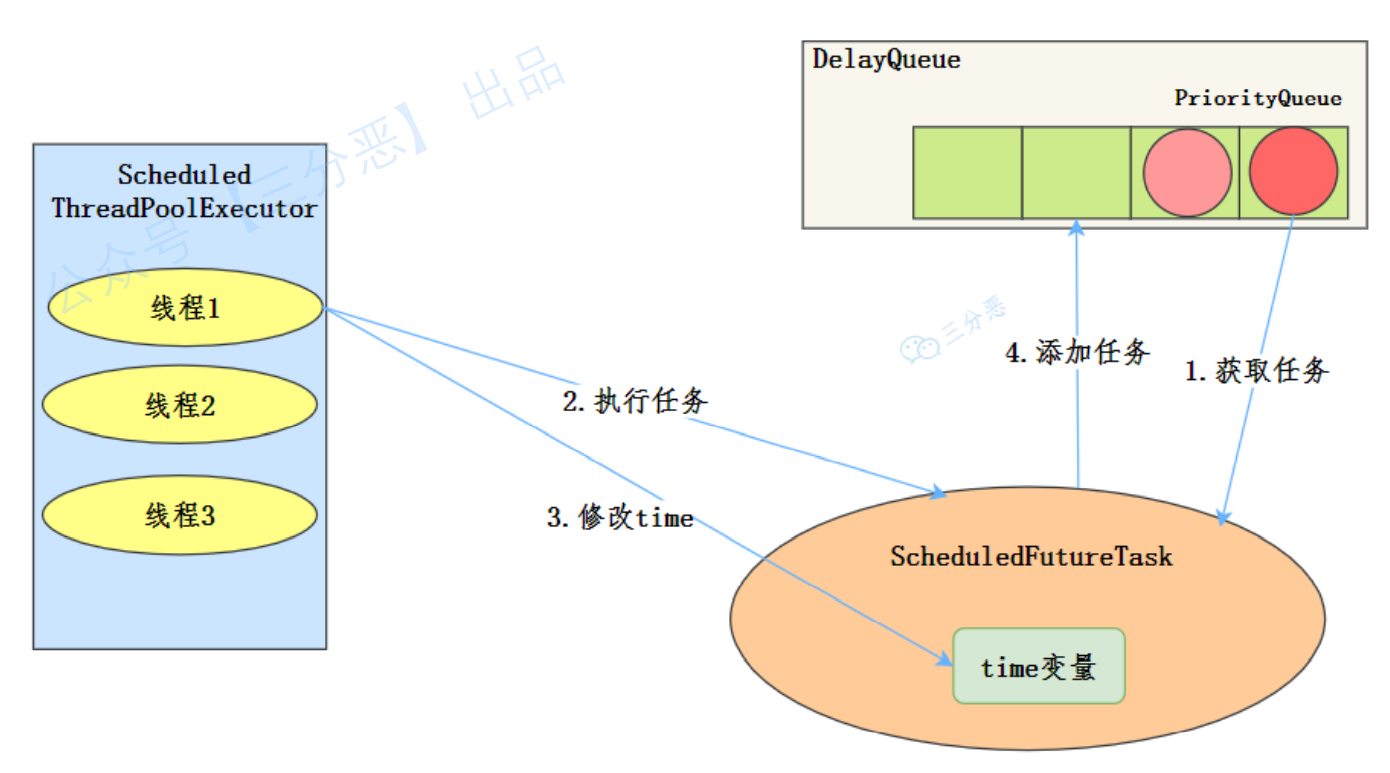 公众号【三分恶】出品
DelayQueue
PriorityQueue
Scheduled
ThreadPoolExecutor
线程1
线程2
线程3
三分恶
4.添加任务
1.获取任务
2.执行任务
3.修改time
ScheduledFutureTask
time变量